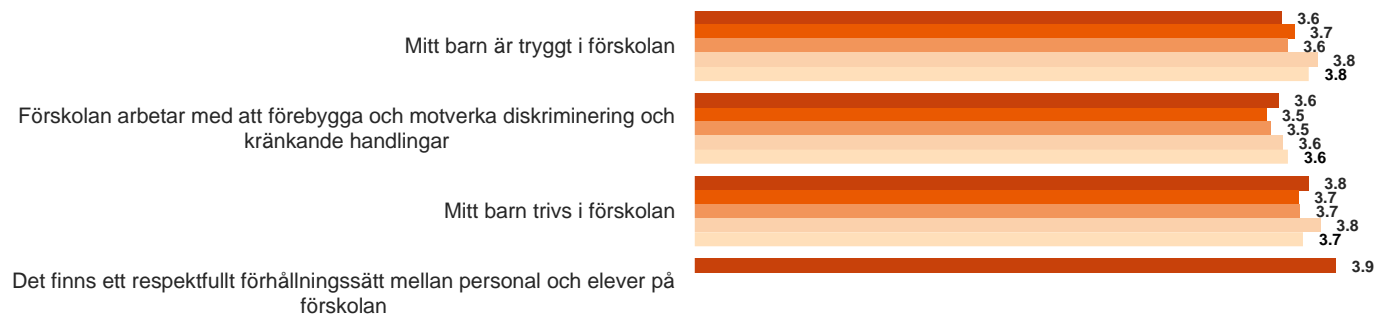 Mitt barn är tryggt i förskolan
3.6
3.7
3.6
3.8
3.8
Förskolan arbetar med att förebygga och motverka diskriminering och
kränkande handlingar
3.6
3.5
3.5
3.6
3.6
Mitt barn trivs i förskolan
3.8
3.7
3.7
3.8
3.7
Det finns ett respektfullt förhållningssätt mellan personal och elever på
förskolan
3.9